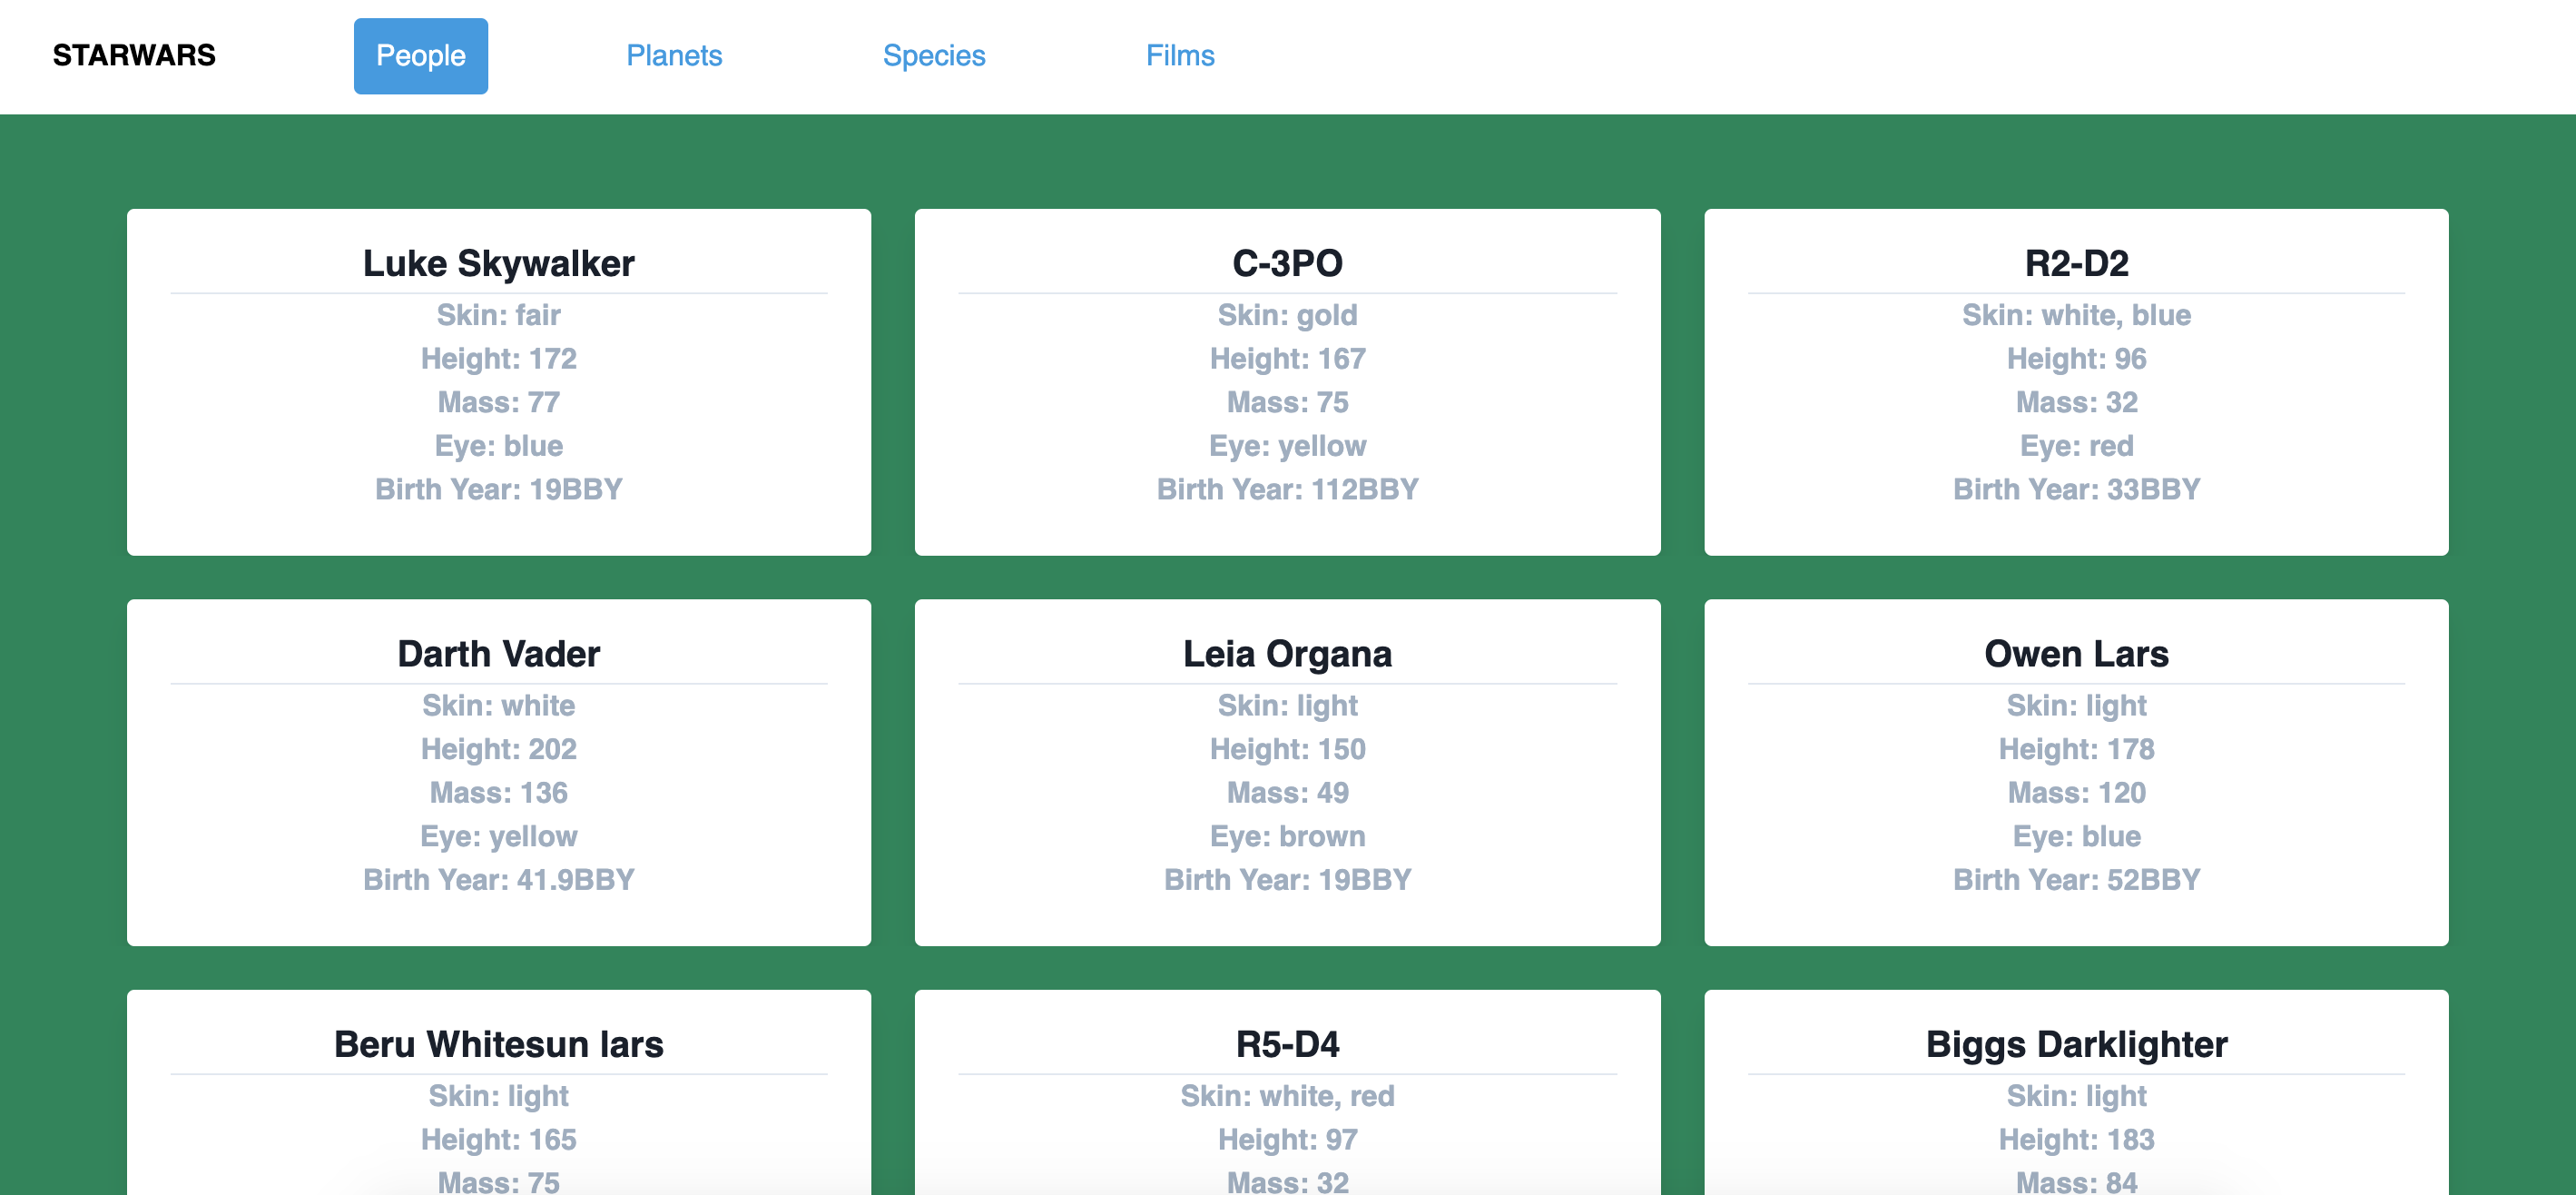 STARWARS People Planets Species Films
Luke Skywalker
Skin: fair
Height: 172
Mass: 77
Eye: blue
Birth Year: 19BBY
C-3PO
Skin: gold
Height: 167
Mass: 75
Eye: yellow
Birth Year: 112BBY
R2-D2
Skin: white, blue
Height: 96
Mass: 32
Eye: red
Birth Year: 33BBY
Darth Vader
Skin: white
Height: 202
Mass: 136
Eye: yellow
Birth Year: 41.9BBY
Leia Organa
Skin: light
Height: 150
Mass: 49
Eye: brown
Birth Year: 19BBY
Owen Lars
Skin: light
Height: 178
Mass: 120
Eye: blue
Birth Year: 52BBY
Beru Whitesun lars
Skin: light
Height: 165
Mass: 75
R5-D4
Skin: white, red
Height: 97
Mass: 32
Biggs Darklighter
Skin: light
Height: 183
Mass: 84